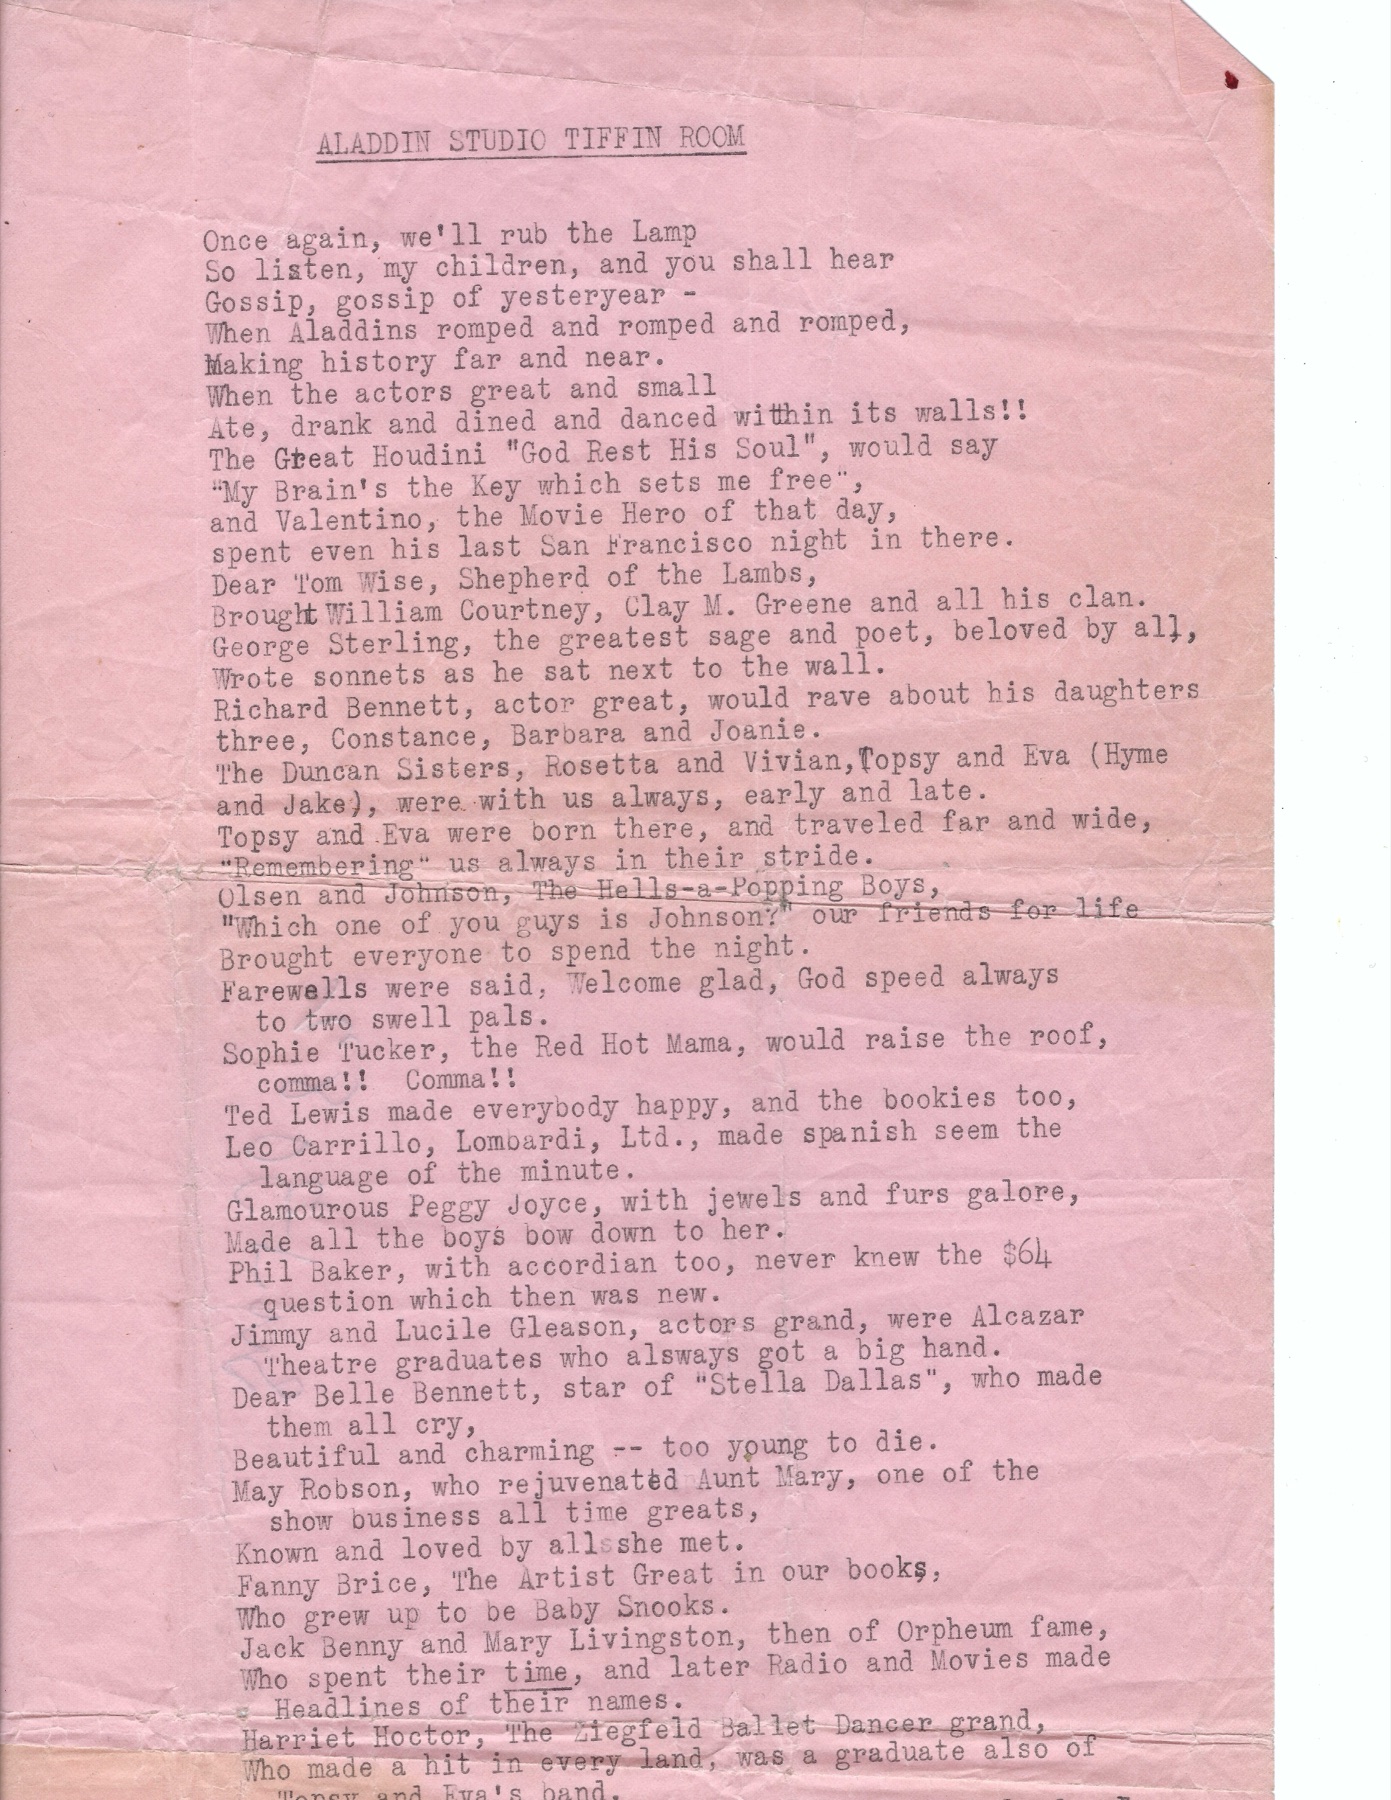 ALADDIN STUDIO TIFFIN ROOM
Once again, we'll rub the Lamp
So listen, my children, and you shall hear
Gossip, gossip of yesteryear -
When Aladdins romped and romped and romped,
Making history far and near.
When the actors great and small
Ate, drank and dined and danced within its walls!!
The Great Houdini "God Rest His Soul", would say
"My Brain's the Key which sets me free",
and Valentino, the Movie Hero of that day,
spent even his last San Francisco night in there.
Dear Tom Wise, Shepherd of the Lambs,
Brought William Courtney, Clay M. Greene and all his clan.
George Sterling, the greatest sage and poet, beloved by all,
Wrote sonnets as he sat next to the wall.
Richard Bennett, actor great, would rave about his daughters
three, Constance, Barbara and Joanie.
The Duncan Sisters, Rosetta and Vivian,Topsy and Eva (Hyme
and Jake), were with us always, early and late.
Topsy and Eva were born there, and traveled far and wide,
"Remembering" us always in their stride.
Olsen and Johnson, The Hells-a-Popping Boys,
"Which one of you guys is Johnson?" our friends for life
Brought everyone to spend the night.
Farewells were said, Welcome glad, God speed always
to two swell pals.
Sophie Tucker, the Red Hot Mama, would raise the roof,
comma!! Comma!!
Ted Lewis made everybody happy, and the bookies too,
Leo Carrillo, Lombardi, Ltd., made spanish seem the
language of the minute.
Glamourous Peggy Joyce, with jewels and furs galore,
Made all the boys bow down to her.
Phil Baker, with accordian too, never knew the $64
question which then was new.
Jimmy and Lucile Gleason, actors grand, were Alcazar
Theatre graduates who alsways got a big hand.
Dear Belle Bennett, star of "Stella Dallas", who made
them all cry,
Beautiful and charming -- too young to die.
May Robson, who rejuvenated Aunt Mary, one of the
show business all time greats,
Known and loved by all she met.
Fanny Brice, The Artist Great in our books,
Who grew up to be Baby Snooks.
Jack Benny and Mary Livingston, then of Orpheum fame,
Who spent their time, and later Radio and Movies made
Headlines of their names.
Harriet Hoctor, The Ziegfeld Ballet Dancer grand,
Who made a hit in every land, was a graduate also of
Topsy and Eva's band.